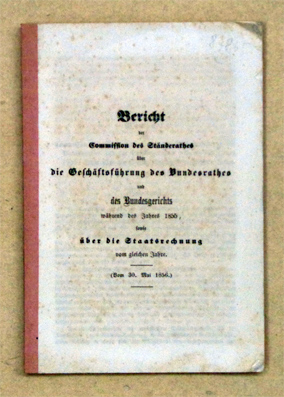 Bericht
der
Commission des Ständerathes
über
die Geschäftsführung des Bundesrathes
und
des Bundesgerichts
während des Jahres 1855,
sowie
über die Staatsrechnung
vom gleichen Jahre.
(Vom 30. Mai 1856.)